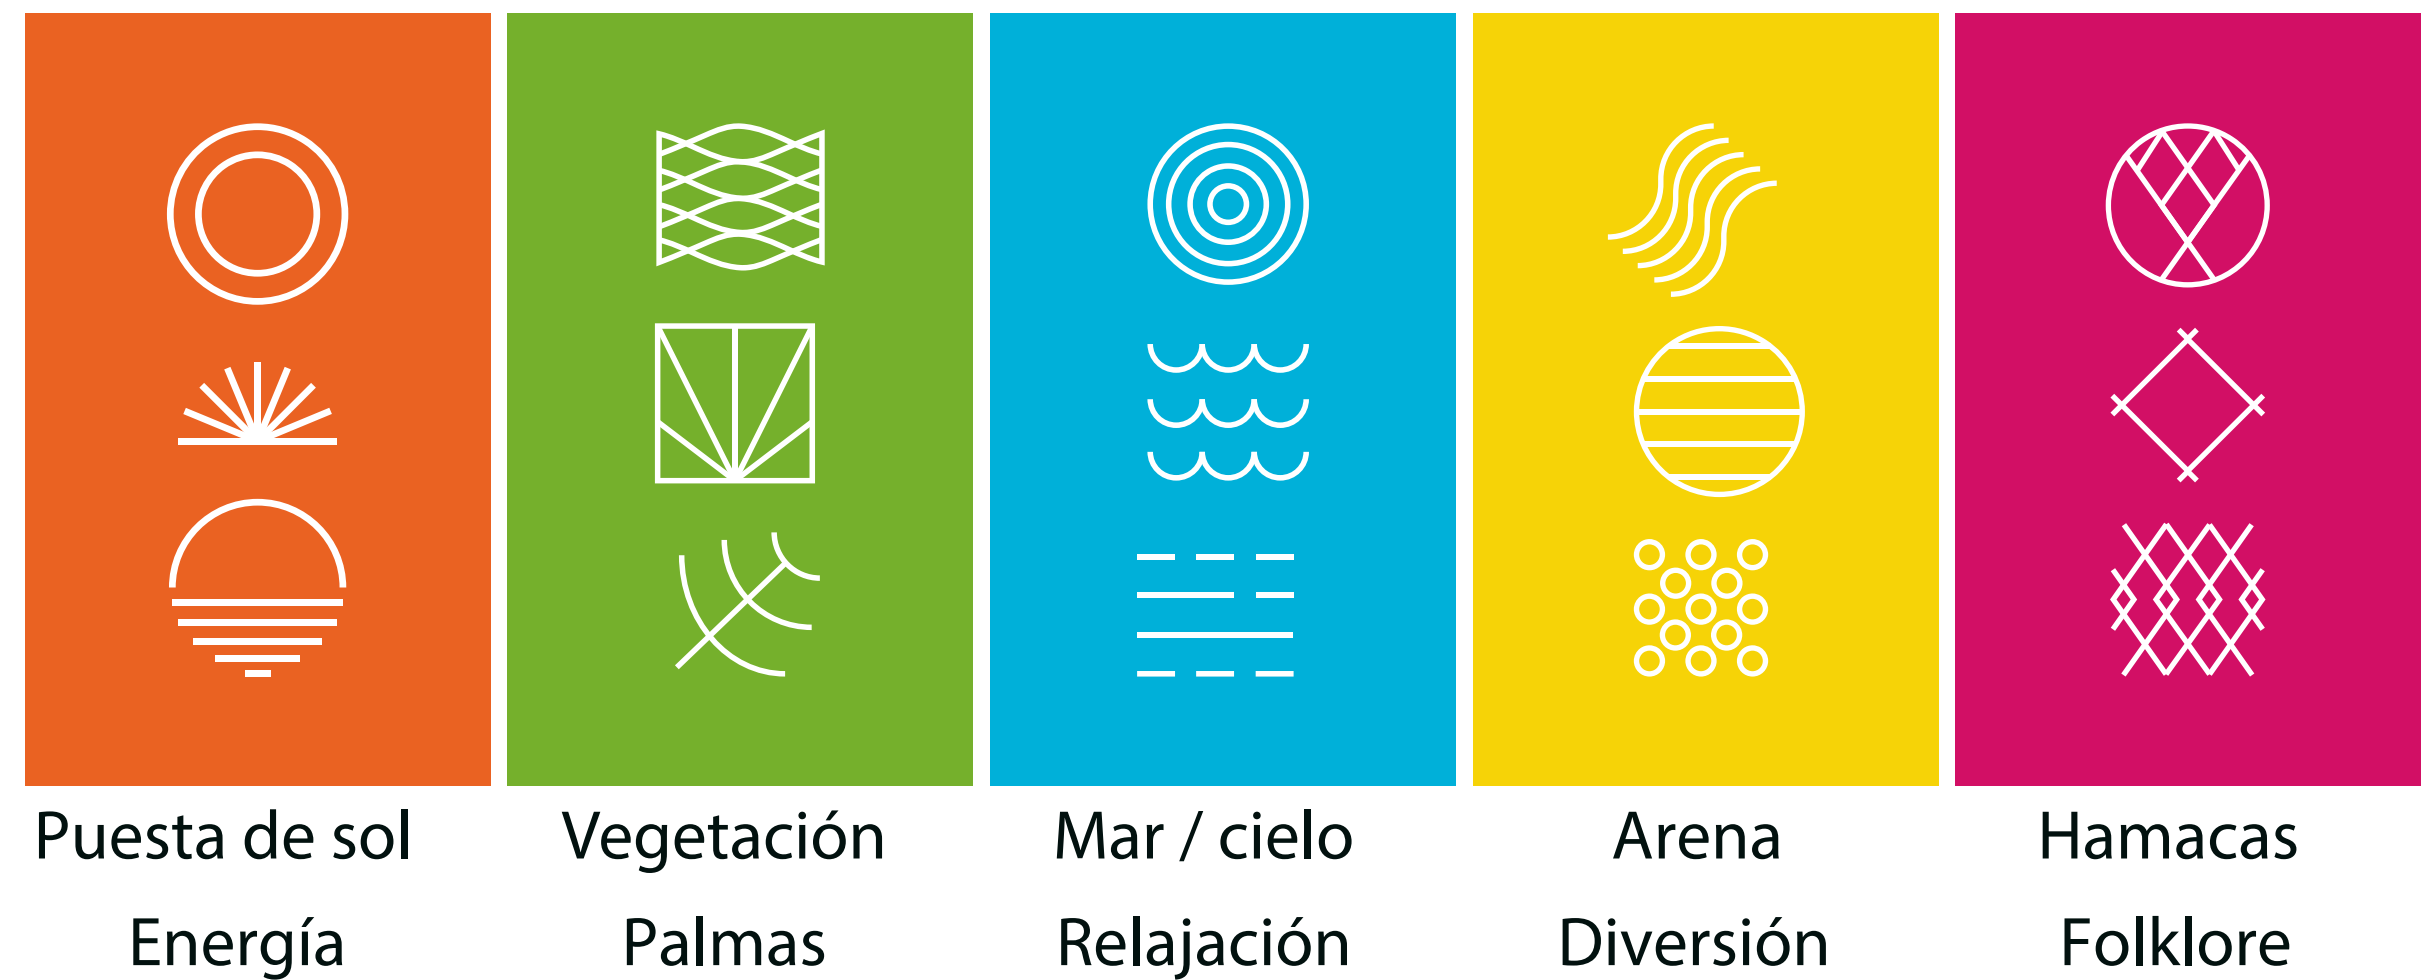 Puesta de sol
Energía
Vegetación
Palmas
Mar / cielo
Relajación
Arena
Diversión
Hamacas
Folklore